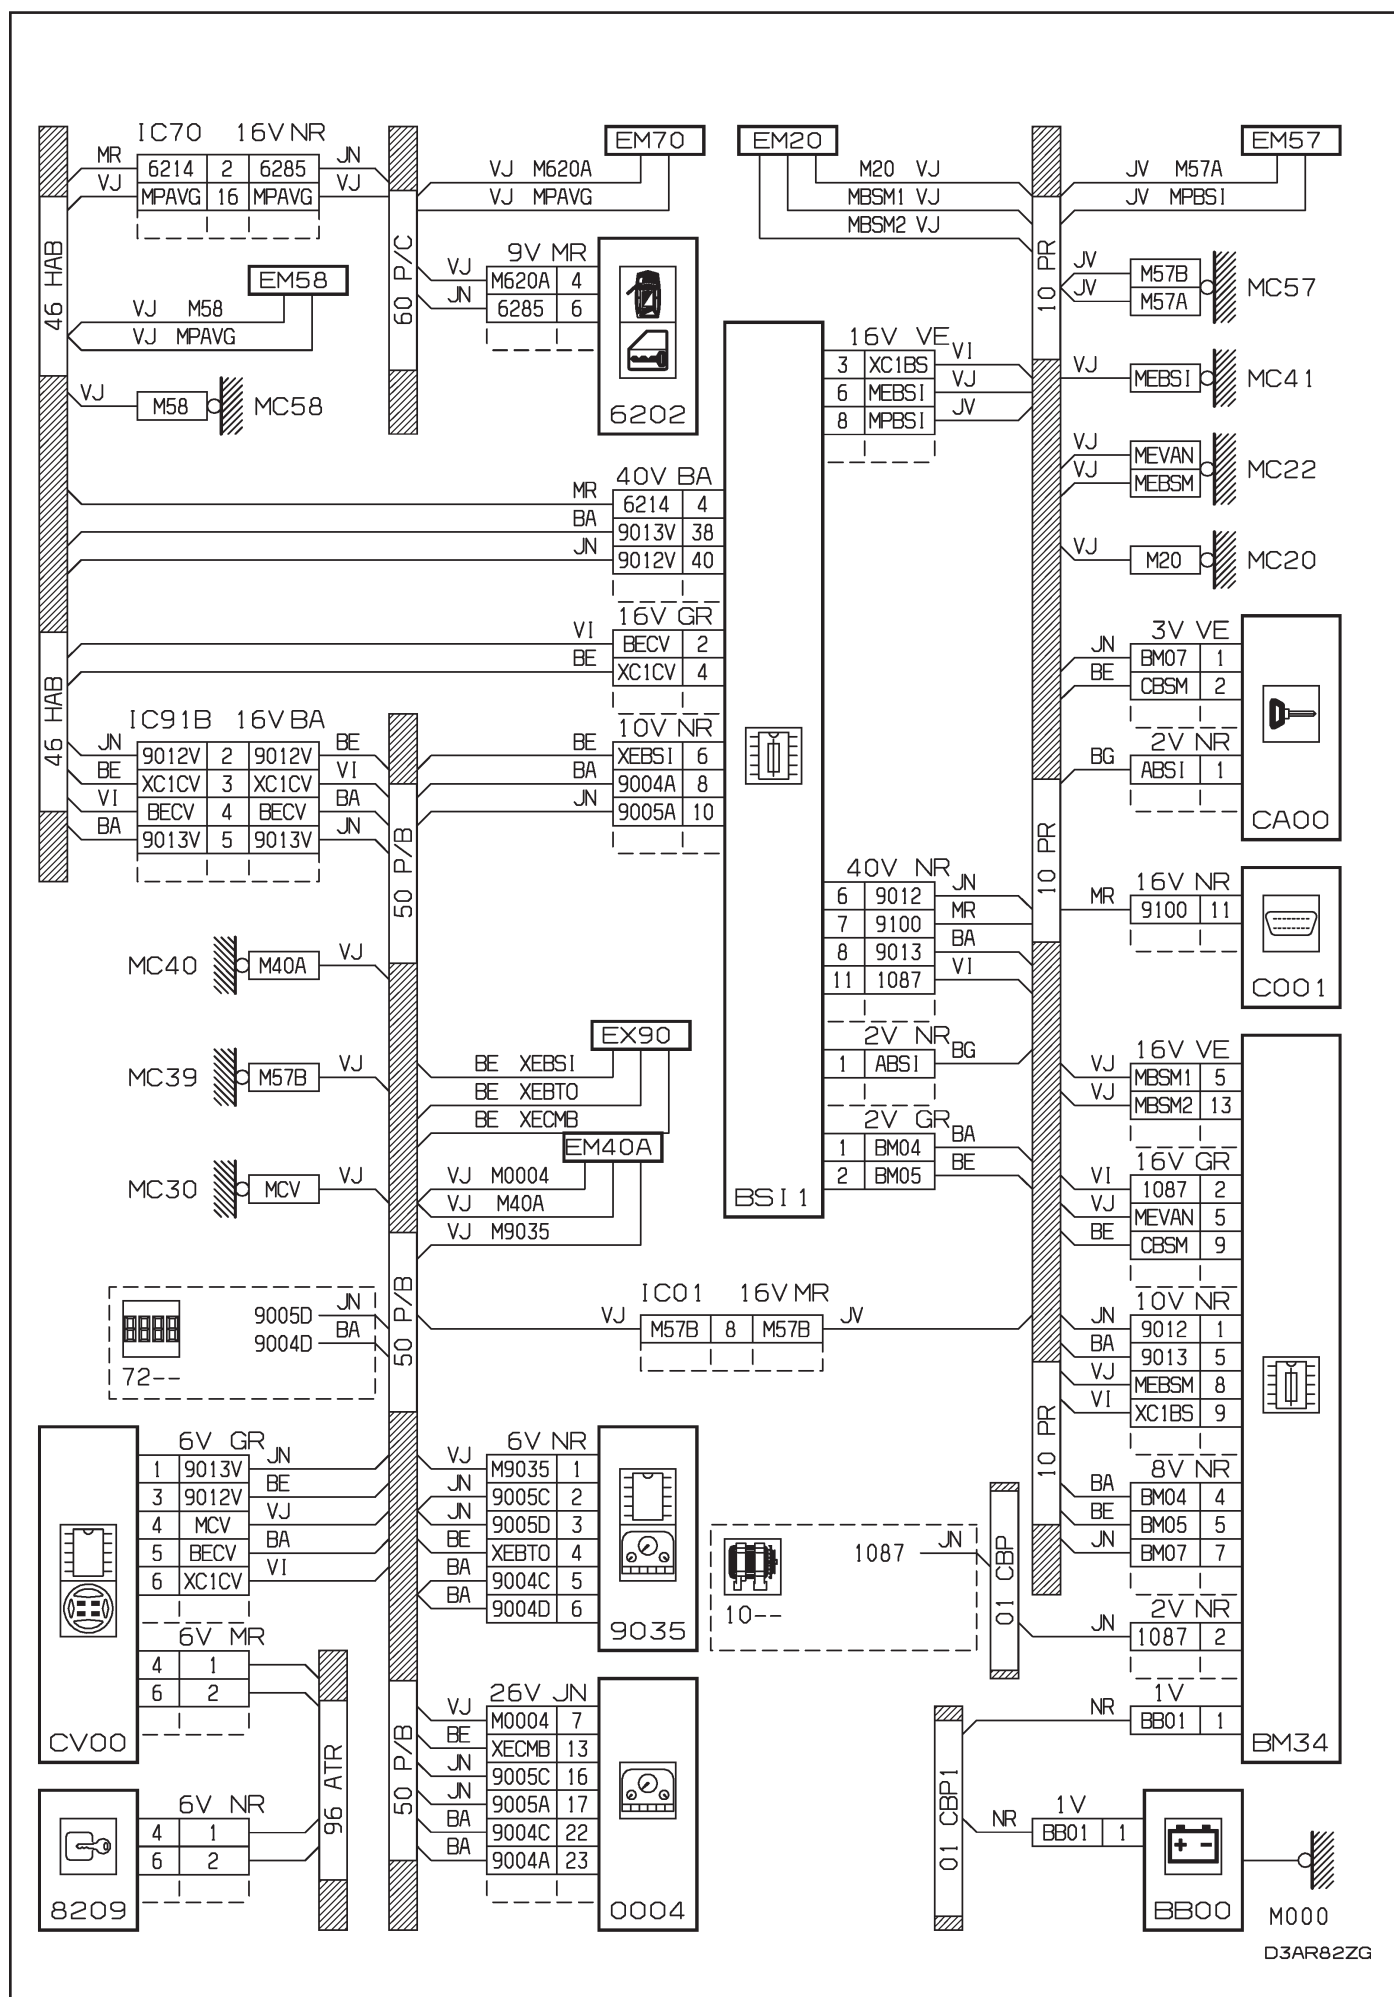 IC70 16V NR
MR 6214 2 6285 JN
VJ MPAVG 16 MPAVG VJ
46 HAB
EM58
VJ M58
VJ MPAVG
VJ M58 MC58
60 P/C
EM70
VJ M620A
VJ MPAVG
9V MR
VJ M620A 4
JN 6285 6
6202
EM20
M20 VJ
MBSM1 VJ
MBSM2 VJ
EM57
JV M57A
JV MPBSI
10 PR
JV M57B
JV M57A
MC57
16V VE
3 XC1BS VI
6 MEBSI VJ
8 MPBSI JV
VJ MEBSI MC41
VJ MEVAN
VJ MEBSM
MC22
VJ M20 MC20
40V BA
MR 6214 4
BA 9013V 38
JN 9012V 40
16V GR
VI BECV 2
BE XC1CV 4
10V NR
BE XEBSI 6
BA 9004A 8
JN 9005A 10
46 HAB
IC91B 16V BA
JN 9012V 2 9012V BE
BE XC1CV 3 XC1CV VI
VI BECV 4 BECV BA
BA 9013V 5 9013V JN
50 P/B
3V VE
JN BM07 1
BE CBSM 2
2V NR
BG ABSI 1
CA00
10 PR
40V NR
6 9012 JN
7 9100 MR
8 9013 BA
11 1087 VI
2V NR
1 ABSI BG
2V GR
1 BM04 BA
2 BM05 BE
BSI1
16V NR
MR 9100 11
C001
MC40 M40A VJ
MC39 M57B VJ
MC30 MCV VJ
EX90
BE XEBSI
BE XEBTO
BE XECMB
EM40A
VJ M0004
VJ M40A
VJ M9035
50 P/B
9005D JN
9004D BA
72--
IC01 16V MR
VJ M57B 8 M57B JV
16V VE
VJ MBSM1 5
VJ MBSM2 13
16V GR
VI 1087 2
VJ MEVAN 5
BE CBSM 9
10V NR
JN 9012 1
BA 9013 5
VJ MEBSM 8
VI XC1BS 9
8V NR
BA BM04 4
BE BM05 5
JN BM07 7
2V NR
JN 1087 2
1V
NR BB01 1
BM34
10 PR
6V GR
1 9013V JN
3 9012V BE
4 MCV VJ
5 BECV BA
6 XC1CV VI
6V MR
4 1
6 2
CV00
6V NR
VJ M9035 1
JN 9005C 2
JN 9005D 3
BE XEBTO 4
BA 9004C 5
BA 9004D 6
9035
1087 JN
10--
01 CBP
96 ATR
6V NR
4 1
6 2
8209
50 P/B
26V JN
VJ M0004 7
BE XECMB 13
JN 9005C 16
JN 9005A 17
BA 9004C 22
BA 9004A 23
0004
01 CBP1
1V
NR BB01 1
BB00
M000
D3AR82ZG